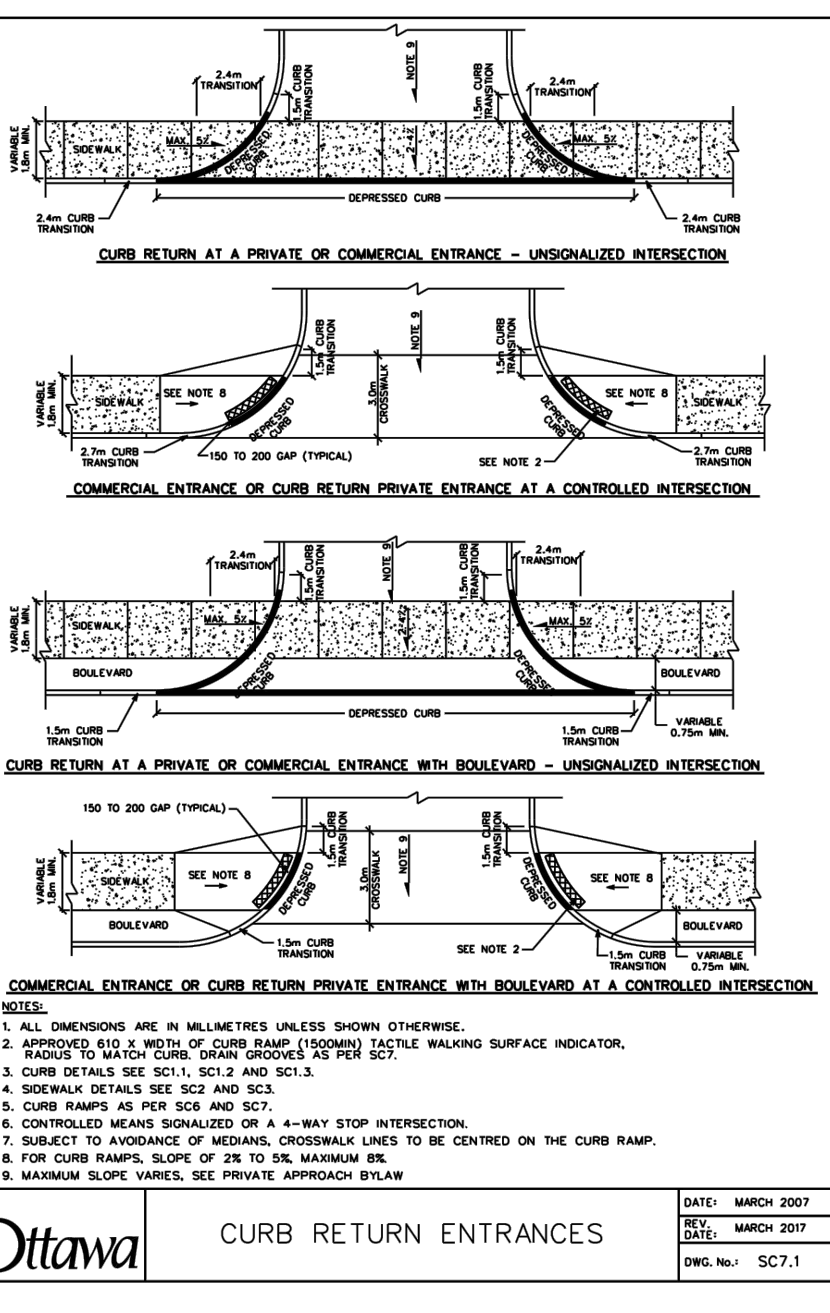 2.4m
TRANSITION
1.5m CURB
TRANSITION
NOTE 9
1.5m CURB
TRANSITION
2.4m
TRANSITION
VARIABLE
1.8m MIN.
SIDEWALK
MAX. 5%
DEPRESSED
CURB
2-4%
DEPRESSED
CURB
MAX. 5%
DEPRESSED CURB
2.4m CURB
TRANSITION
2.4m CURB
TRANSITION
CURB RETURN AT A PRIVATE OR COMMERCIAL ENTRANCE - UNSIGNALIZED INTERSECTION
1.5m CURB
TRANSITION
NOTE 9
1.5m CURB
TRANSITION
VARIABLE
1.8m MIN.
SIDEWALK
SEE NOTE 8
DEPRESSED
CURB
3.0m
CROSSWALK
DEPRESSED
CURB
SEE NOTE 8
SIDEWALK
2.7m CURB
TRANSITION
150 TO 200 GAP (TYPICAL)
SEE NOTE 2
2.7m CURB
TRANSITION
COMMERCIAL ENTRANCE OR CURB RETURN PRIVATE ENTRANCE AT A CONTROLLED INTERSECTION
2.4m
TRANSITION
1.5m CURB
TRANSITION
NOTE 9
1.5m CURB
TRANSITION
2.4m
TRANSITION
VARIABLE
1.8m MIN.
SIDEWALK
MAX. 5%
2-4%
MAX. 5%
BOULEVARD
DEPRESSED
CURB
DEPRESSED
CURB
BOULEVARD
DEPRESSED CURB
1.5m CURB
TRANSITION
1.5m CURB
TRANSITION
VARIABLE
0.75m MIN.
CURB RETURN AT A PRIVATE OR COMMERCIAL ENTRANCE WITH BOULEVARD - UNSIGNALIZED INTERSECTION
150 TO 200 GAP (TYPICAL)
1.5m CURB
TRANSITION
NOTE 9
1.5m CURB
TRANSITION
VARIABLE
1.8m MIN.
SIDEWALK
SEE NOTE 8
DEPRESSED
CURB
3.0m
CROSSWALK
DEPRESSED
CURB
SEE NOTE 8
BOULEVARD
BOULEVARD
1.5m CURB
TRANSITION
SEE NOTE 2
1.5m CURB
TRANSITION
VARIABLE
0.75m MIN.
COMMERCIAL ENTRANCE OR CURB RETURN PRIVATE ENTRANCE WITH BOULEVARD AT A CONTROLLED INTERSECTION
NOTES:
1. ALL DIMENSIONS ARE IN MILLIMETRES UNLESS SHOWN OTHERWISE.
2. APPROVED 610 X WIDTH OF CURB RAMP (1500MIN) TACTILE WALKING SURFACE INDICATOR,
RADIUS TO MATCH CURB. DRAIN GROOVES AS PER SC7.
3. CURB DETAILS SEE SC1.1, SC1.2 AND SC1.3.
4. SIDEWALK DETAILS SEE SC2 AND SC3.
5. CURB RAMPS AS PER SC6 AND SC7.
6. CONTROLLED MEANS SIGNALIZED OR A 4-WAY STOP INTERSECTION.
7. SUBJECT TO AVOIDANCE OF MEDIANS, CROSSWALK LINES TO BE CENTRED ON THE CURB RAMP.
8. FOR CURB RAMPS, SLOPE OF 2% TO 5%, MAXIMUM 8%.
9. MAXIMUM SLOPE VARIES, SEE PRIVATE APPROACH BYLAW
Ottawa
CURB RETURN ENTRANCES
DATE: MARCH 2007
REV.
DATE: MARCH 2017
DWG. No.: SC7.1